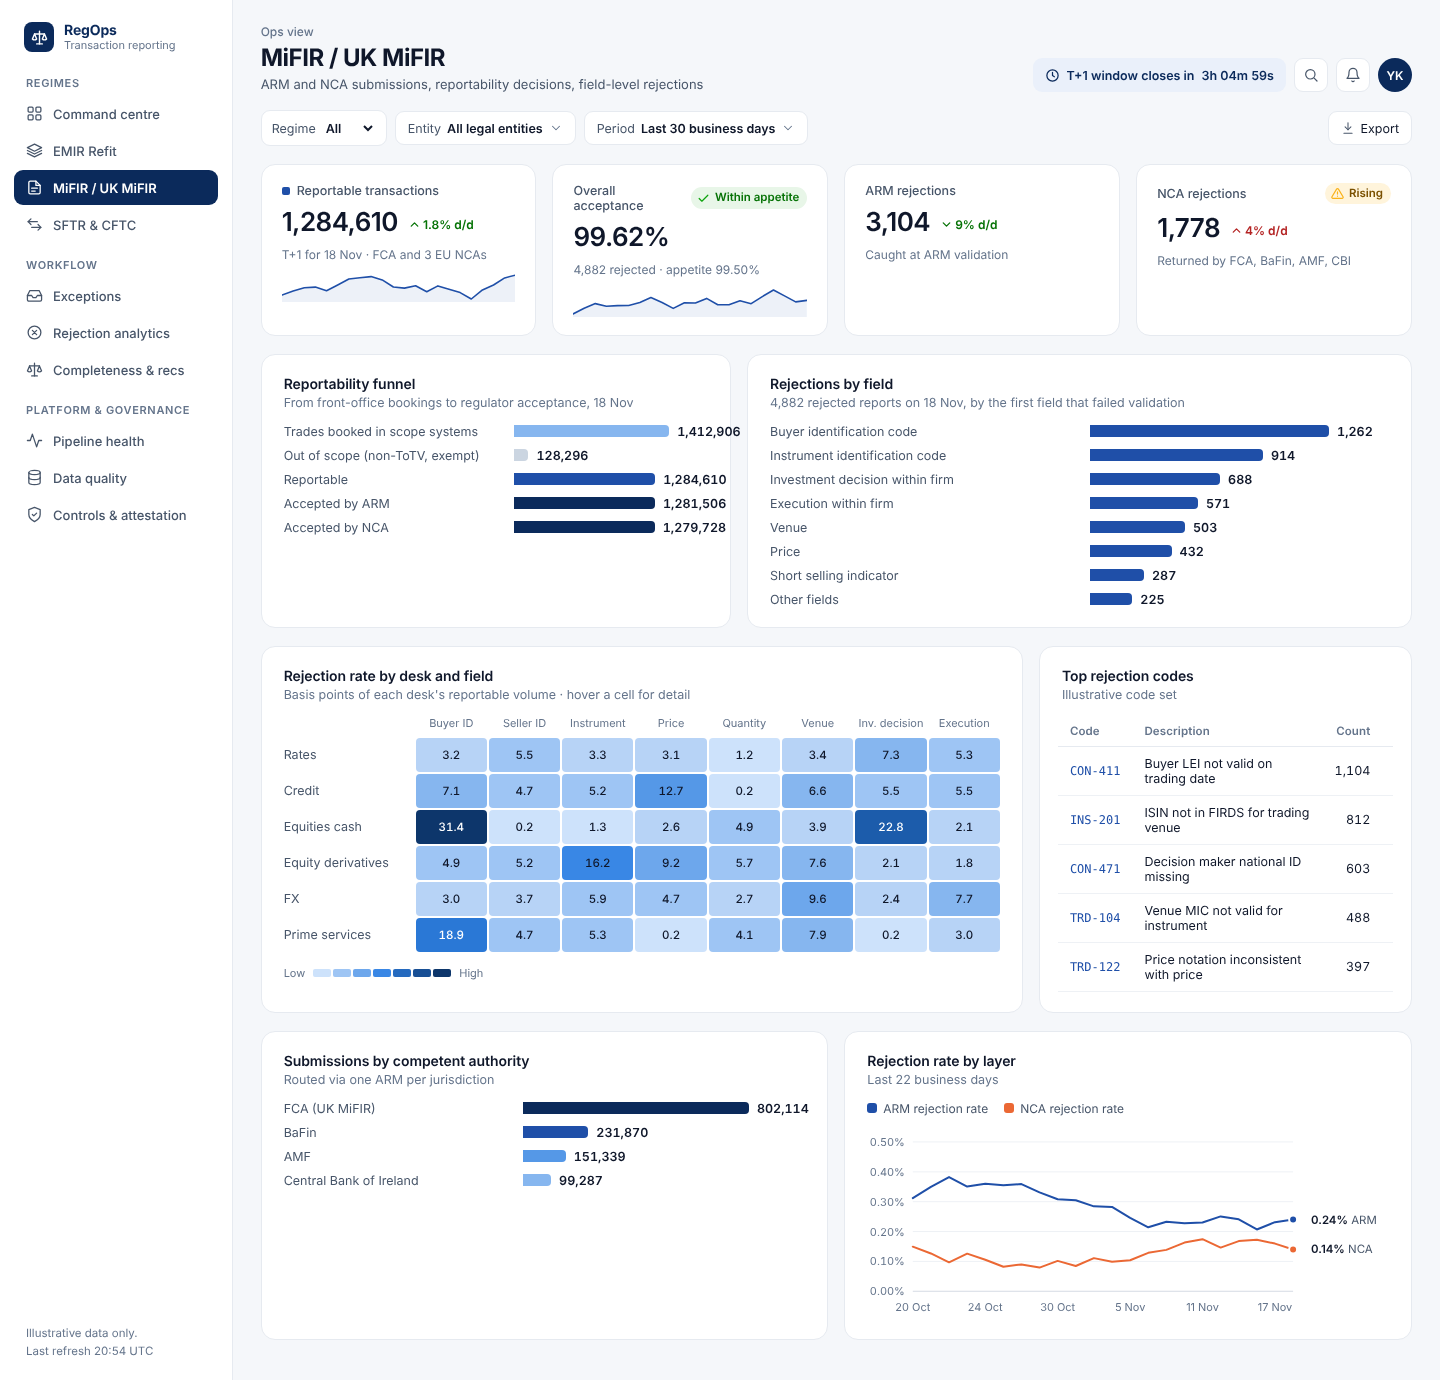 RegOps
Transaction reporting
REGIMES
Command centre
EMIR Refit
MiFIR / UK MiFIR
SFTR & CFTC
WORKFLOW
Exceptions
Rejection analytics
Completeness & recs
PLATFORM & GOVERNANCE
Pipeline health
Data quality
Controls & attestation
Illustrative data only.
Last refresh 20:54 UTC
Ops view
MiFIR / UK MiFIR
ARM and NCA submissions, reportability decisions, field-level rejections
T+1 window closes in 3h 04m 59s
YK
Regime All
Entity All legal entities
Period Last 30 business days
Export
Reportable transactions
1,284,610 1.8% d/d
T+1 for 18 Nov · FCA and 3 EU NCAs
Overall acceptance
Within appetite
99.62%
4,882 rejected · appetite 99.50%
ARM rejections
3,104 9% d/d
Caught at ARM validation
NCA rejections
Rising
1,778 4% d/d
Returned by FCA, BaFin, AMF, CBI
Reportability funnel
From front-office bookings to regulator acceptance, 18 Nov
Trades booked in scope systems 1,412,906
Out of scope (non-ToTV, exempt) 128,296
Reportable 1,284,610
Accepted by ARM 1,281,506
Accepted by NCA 1,279,728
Rejections by field
4,882 rejected reports on 18 Nov, by the first field that failed validation
Buyer identification code 1,262
Instrument identification code 914
Investment decision within firm 688
Execution within firm 571
Venue 503
Price 432
Short selling indicator 287
Other fields 225
Rejection rate by desk and field
Basis points of each desk's reportable volume · hover a cell for detail
Buyer ID Seller ID Instrument Price Quantity Venue Inv. decision Execution
Rates 3.2 5.5 3.3 3.1 1.2 3.4 7.3 5.3
Credit 7.1 4.7 5.2 12.7 0.2 6.6 5.5 5.5
Equities cash 31.4 0.2 1.3 2.6 4.9 3.9 22.8 2.1
Equity derivatives 4.9 5.2 16.2 9.2 5.7 7.6 2.1 1.8
FX 3.0 3.7 5.9 4.7 2.7 9.6 2.4 7.7
Prime services 18.9 4.7 5.3 0.2 4.1 7.9 0.2 3.0
Low High
Top rejection codes
Illustrative code set
Code Description Count
CON-411 Buyer LEI not valid on trading date 1,104
INS-201 ISIN not in FIRDS for trading venue 812
CON-471 Decision maker national ID missing 603
TRD-104 Venue MIC not valid for instrument 488
TRD-122 Price notation inconsistent with price 397
Submissions by competent authority
Routed via one ARM per jurisdiction
FCA (UK MiFIR) 802,114
BaFin 231,870
AMF 151,339
Central Bank of Ireland 99,287
Rejection rate by layer
Last 22 business days
ARM rejection rate NCA rejection rate
0.50%
0.40%
0.30%
0.20%
0.10%
0.00%
0.24% ARM
0.14% NCA
20 Oct 24 Oct 30 Oct 5 Nov 11 Nov 17 Nov